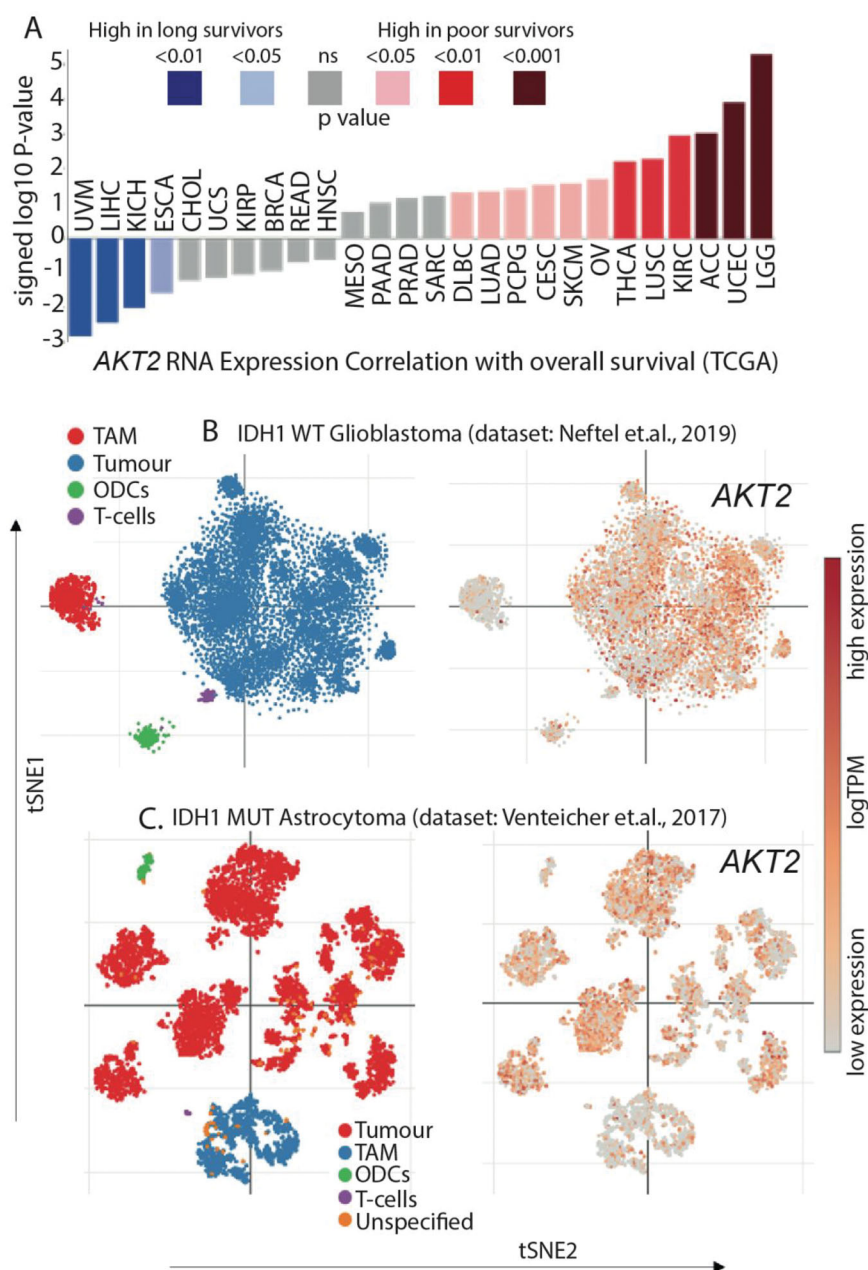 A
High in long survivors
High in poor survivors
<0.01 <0.05 ns <0.05 <0.01 <0.001
p value
signed log10 P-value
5
4
3
2
1
0
-1
-2
-3
UVM LIHC KICH ESCA CHOL UCS KIRP BRCA READ HNSC
MESO PAAD PRAD SARC DLBC LUAD PCPG CESC SKCM OV THCA LUSC KIRC ACC UCEC LGG
AKT2 RNA Expression Correlation with overall survival (TCGA)
B IDH1 WT Glioblastoma (dataset: Neftel et.al., 2019)
TAM
Tumour
ODCs
T-cells
AKT2
C. IDH1 MUT Astrocytoma (dataset: Venteicher et.al., 2017)
AKT2
Tumour
TAM
ODCs
T-cells
Unspecified
tSNE1
tSNE2
low expression logTPM high expression